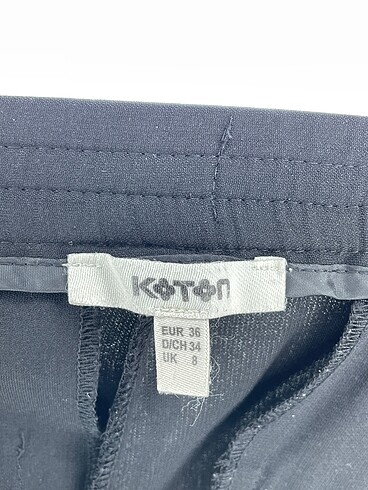 KOTON
EUR 36
D/CH 34
UK 8